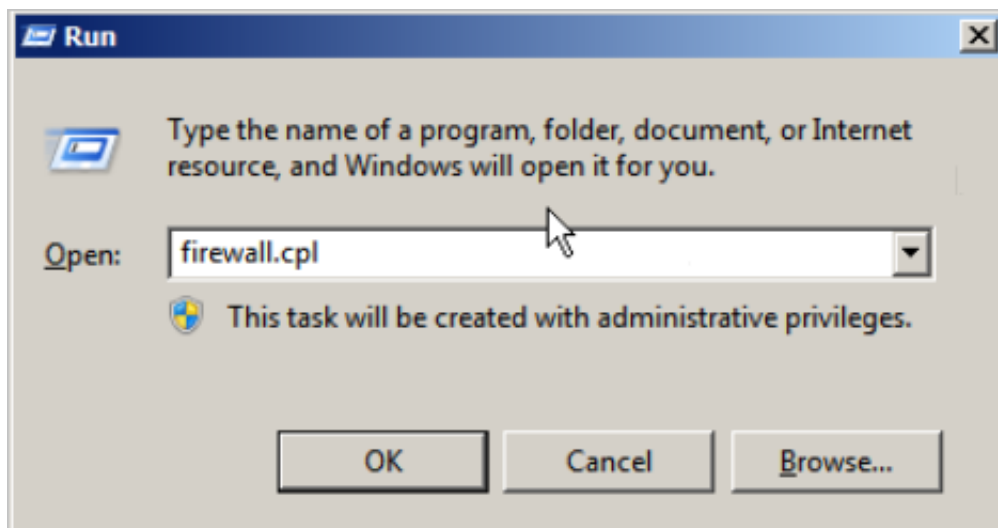 Run
Type the name of a program, folder, document, or Internet
resource, and Windows will open it for you.
Open: firewall.cpl
This task will be created with administrative privileges.
OK Cancel Browse...